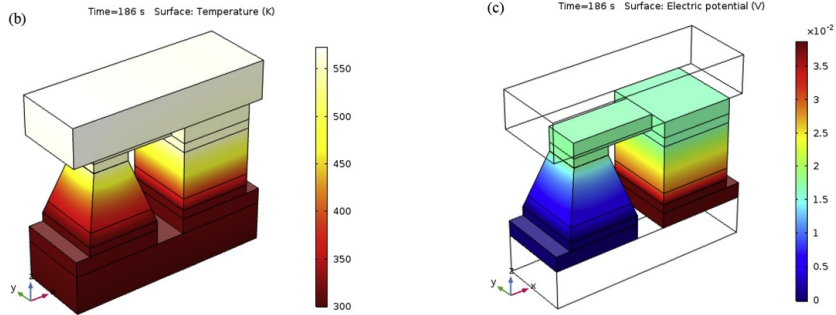 (b)
Time=186 s Surface: Temperature (K)
550
500
450
400
350
300
z
y
x
(c)
Time=186 s Surface: Electric potential (V)
×10⁻²
3.5
3
2.5
2
1.5
1
0.5
0
z
y
x